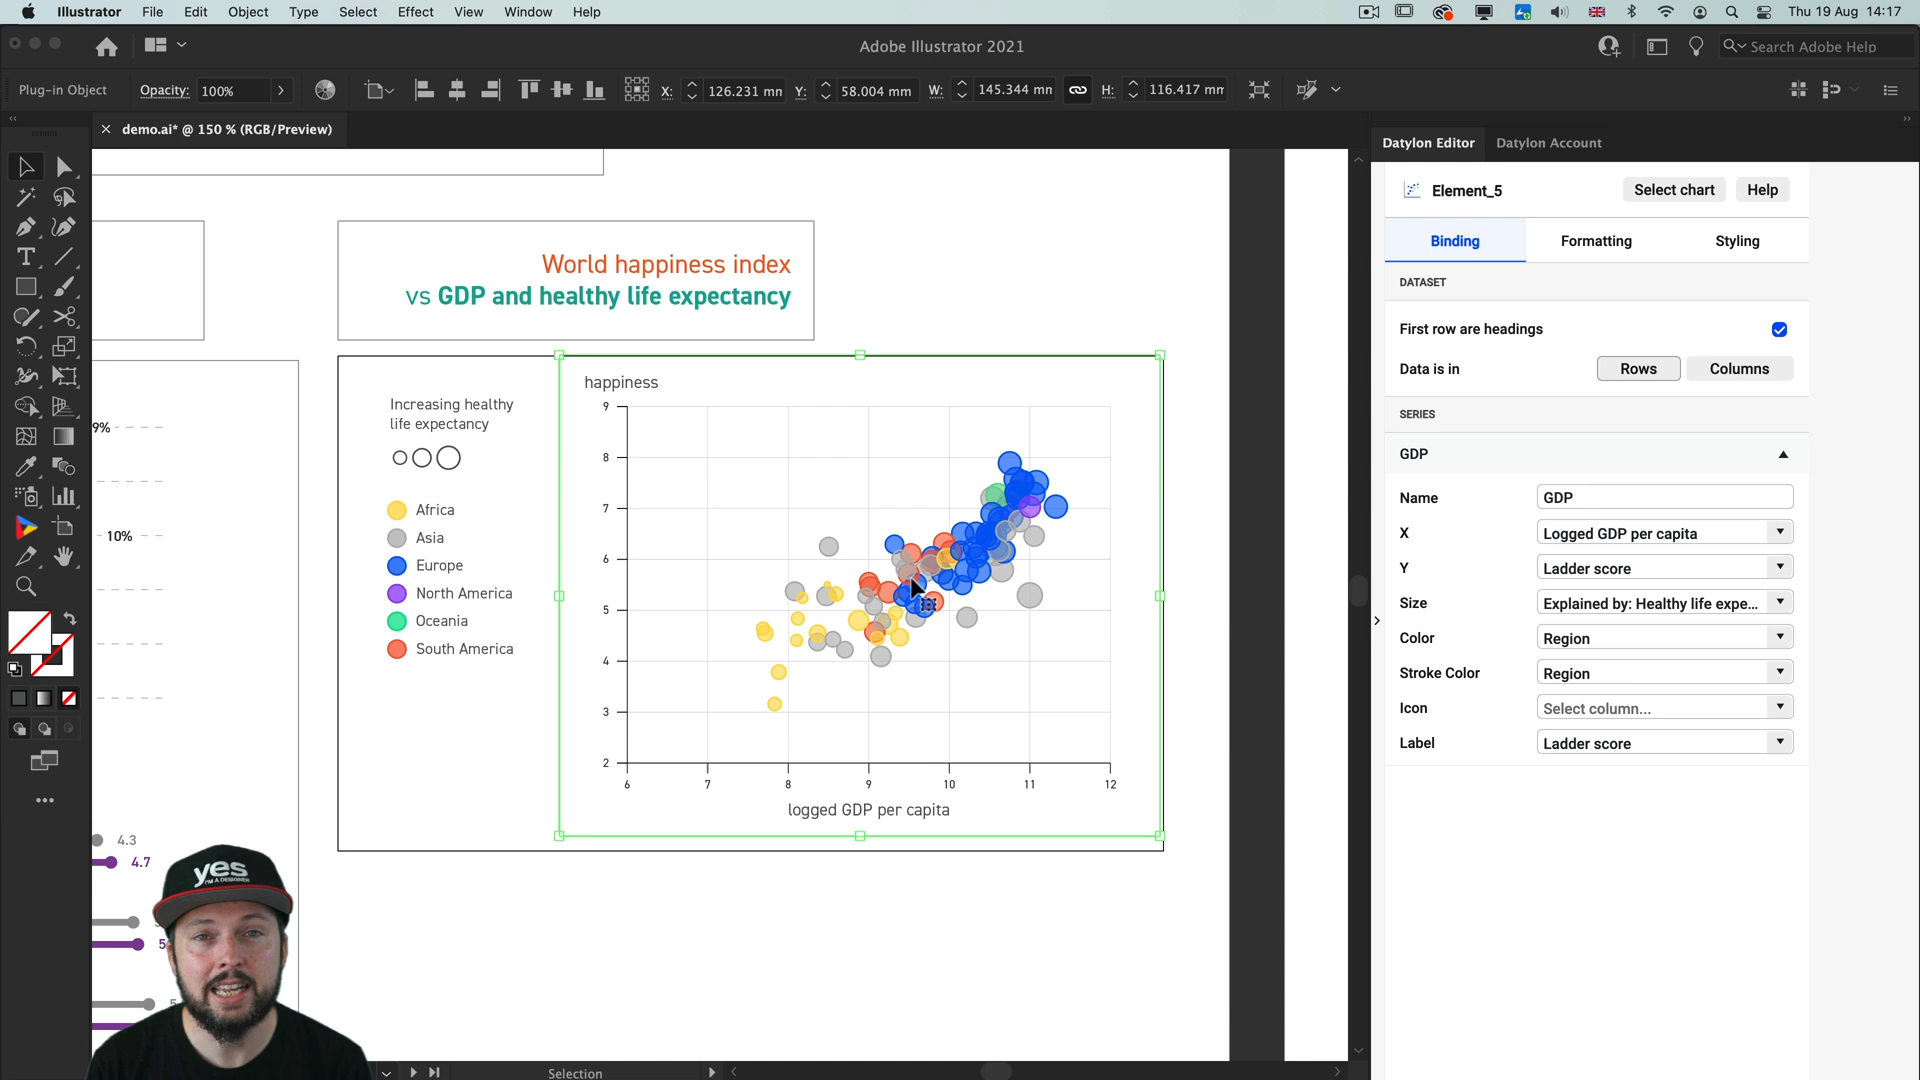 Illustrator File Edit Object Type Select Effect View Window Help
Thu 19 Aug 14:17
Adobe Illustrator 2021
Search Adobe Help
Plug-in Object
Opacity: 100%
X: 126.231 mm
Y: 58.004 mm
W: 145.344 mm
H: 116.417 mm
demo.ai* @ 150 % (RGB/Preview)
Datylon Editor
Datylon Account
Element_5
Select chart
Help
Binding
Formatting
Styling
DATASET
First row are headings
Data is in
Rows
Columns
SERIES
GDP
Name
GDP
X
Logged GDP per capita
Y
Ladder score
Size
Explained by: Healthy life expe...
Color
Region
Stroke Color
Region
Icon
Select column...
Label
Ladder score
World happiness index
vs GDP and healthy life expectancy
Increasing healthy
life expectancy
Africa
Asia
Europe
North America
Oceania
South America
happiness
9
8
7
6
5
4
3
2
6 7 8 9 10 11 12
logged GDP per capita
9%
10%
4.3
4.7
5
5
yes
I'M A DESIGNER
Selection